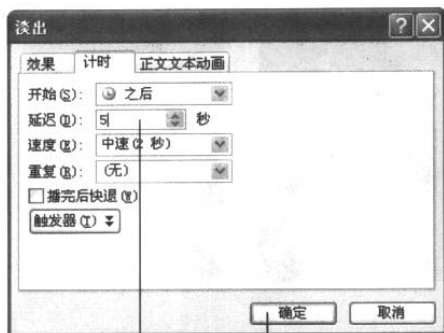 淡出
效果 计时 正文文本动画
开始(S): 之后
延迟(D): 5 秒
速度(E): 中速(2 秒)
重复(R): (无)
播完后快退(W)
触发器(T)
确定 取消